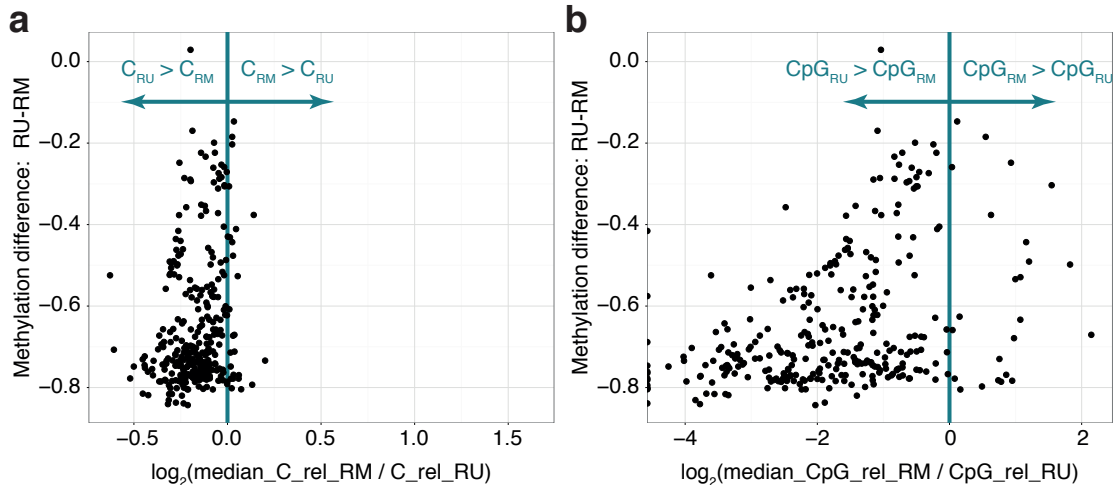 a
C_RU > C_RM
C_RM > C_RU
0.0
−0.2
−0.4
−0.6
−0.8
Methylation difference: RU-RM
−0.5
0.0
0.5
1.0
1.5
log₂(median_C_rel_RM / C_rel_RU)
b
CpG_RU > CpG_RM
CpG_RM > CpG_RU
0.0
−0.2
−0.4
−0.6
−0.8
Methylation difference: RU-RM
−4
−2
0
2
log₂(median_CpG_rel_RM / CpG_rel_RU)